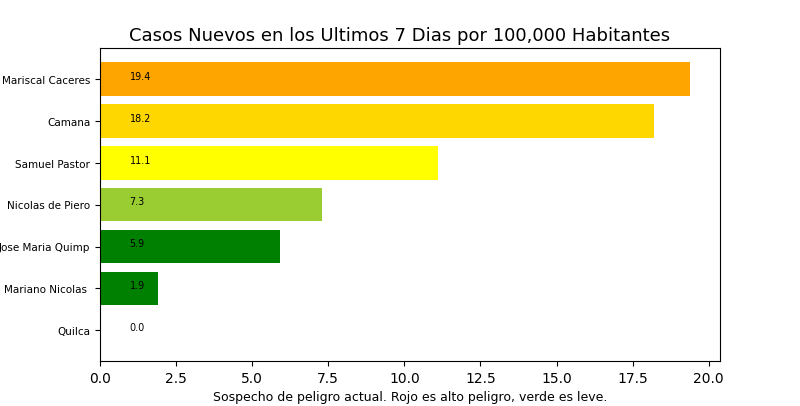 Casos Nuevos en los Ultimos 7 Dias por 100,000 Habitantes
Mariscal Caceres 19.4
Camana 18.2
Samuel Pastor 11.1
Nicolas de Piero 7.3
Jose Maria Quimp 5.9
Mariano Nicolas 1.9
Quilca 0.0
0.0 2.5 5.0 7.5 10.0 12.5 15.0 17.5 20.0
Sospecho de peligro actual. Rojo es alto peligro, verde es leve.